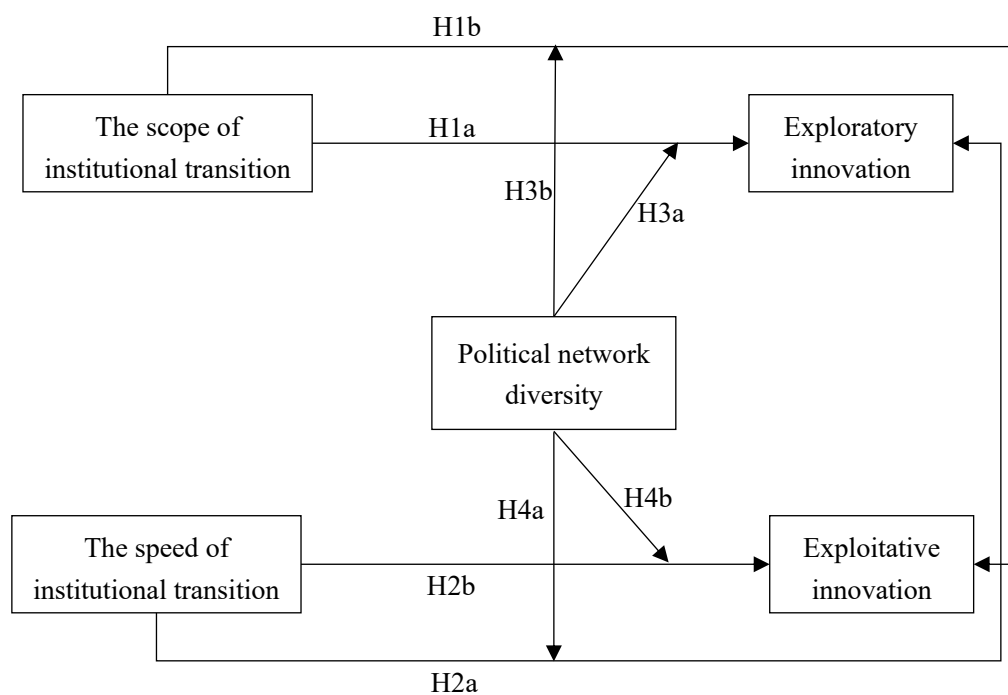 H1b
The scope of
institutional transition
H1a
Exploratory
innovation
H3b
H3a
Political network
diversity
H4a
H4b
The speed of
institutional transition
H2b
Exploitative
innovation
H2a